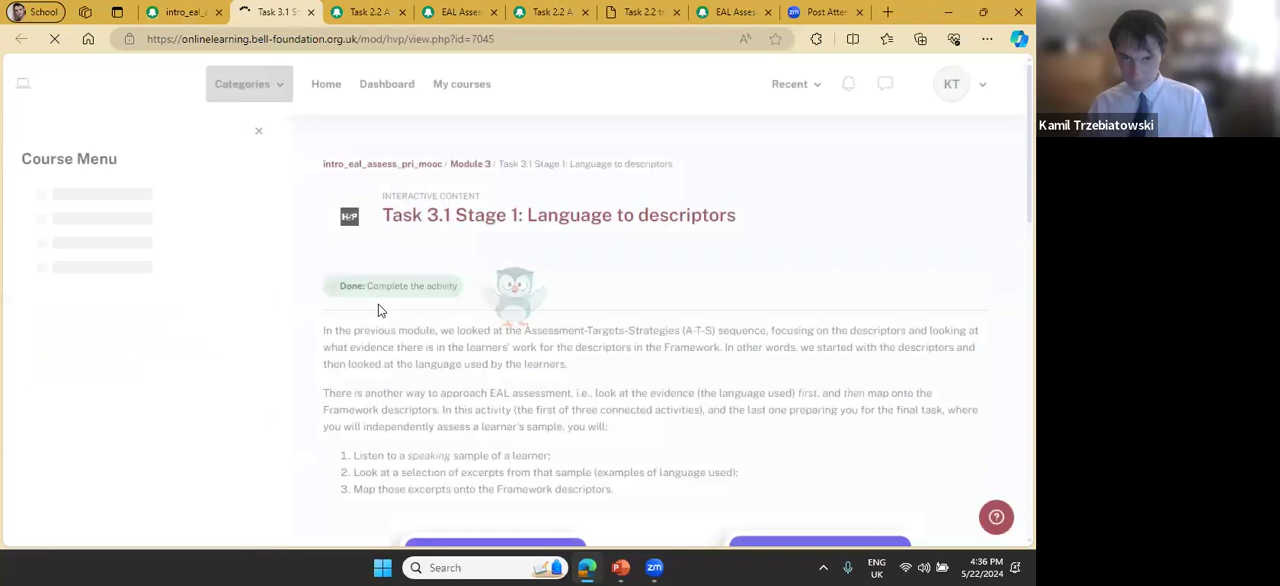 School
intro_eal_a
Task 3.1 S
Task 2.2 A
EAL Asses
Task 2.2 A
Task 2.2 tr
EAL Asses
Post Atter
https://onlinelearning.bell-foundation.org.uk/mod/hvp/view.php?id=7045
Categories
Home
Dashboard
My courses
Recent
KT
Kamil Trzebiatowski
Course Menu
intro_eal_assess_pri_mooc / Module 3 / Task 3.1 Stage 1: Language to descriptors
INTERACTIVE CONTENT
H-P
Task 3.1 Stage 1: Language to descriptors
Done: Complete the activity
In the previous module, we looked at the Assessment-Targets-Strategies (A-T-S) sequence, focusing on the descriptors and looking at
what evidence there is in the learners' work for the descriptors in the Framework. In other words, we started with the descriptors and
then looked at the language used by the learners.
There is another way to approach EAL assessment, i.e., look at the evidence (the language used) first, and then map onto the
Framework descriptors. In this activity (the first of three connected activities), and the last one preparing you for the final task, where
you will independently assess a learner's sample, you will:
1. Listen to a speaking sample of a learner;
2. Look at a selection of excerpts from that sample (examples of language used);
3. Map those excerpts onto the Framework descriptors.
Search
zm
ENG
UK
4:36 PM
5/22/2024